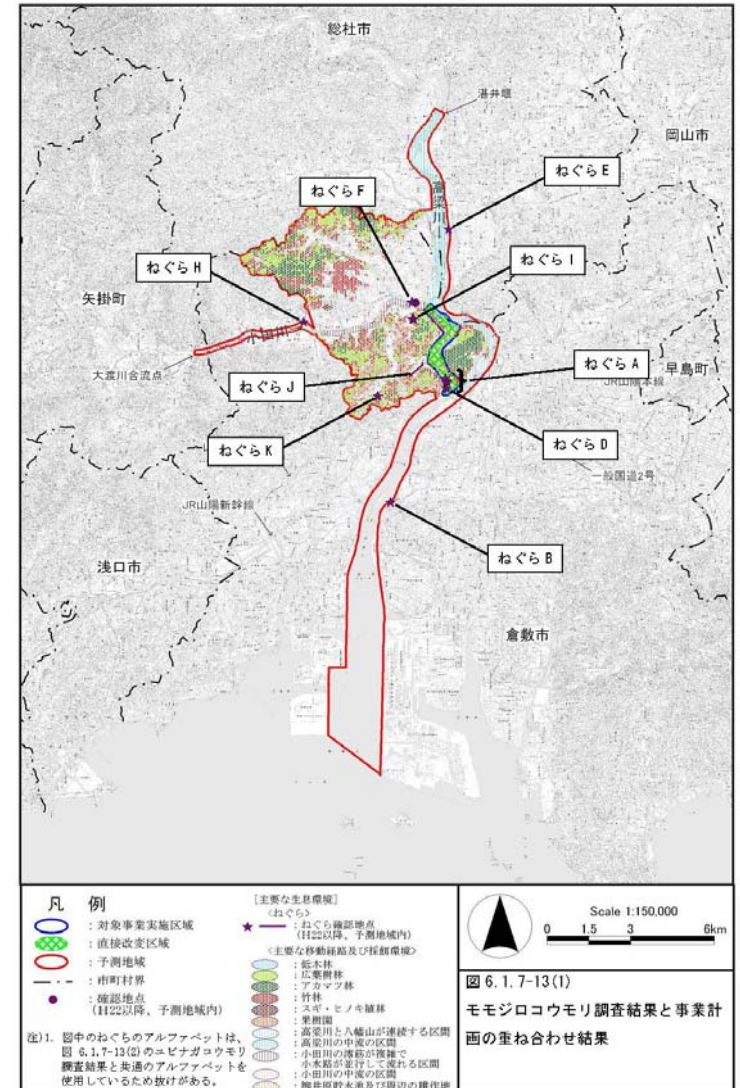 総社市
湛井堰
岡山市
高梁川
ねぐらE
ねぐらF
ねぐらI
ねぐらH
矢掛町
小田川
大渡川合流点
ねぐらA
早島町
JR山陽本線
ねぐらJ
ねぐらD
ねぐらK
一般国道2号
JR山陽新幹線
ねぐらB
浅口市
倉敷市
凡 例
:対象事業実施区域
:直接改変区域
:予測地域
:市町村界
:確認地点
(H22以降、予測地域内)
注)1. 図中のねぐらのアルファベットは、
図 6.1.7-13(2)のユビナガコウモリ
調査結果と共通のアルファベットを
使用しているため抜けがある。
[主要な生息環境]
<ねぐら>
:ねぐら確認地点
(H22以降、予測地域内)
<主要な移動経路及び採餌環境>
:低木林
:広葉樹林
:アカマツ林
:竹林
:スギ・ヒノキ植林
:果樹園
:高梁川と八幡山が連続する区間
:高梁川の中流の区間
:小田川の澪筋が複雑で
小水路が並行して流れる区間
:小田川の中流の区間
:柳井原貯水池及び周辺の耕作地
Scale 1:150,000
0 1.5 3 6km
図 6.1.7-13(1)
モモジロコウモリ調査結果と事業計
画の重ね合わせ結果